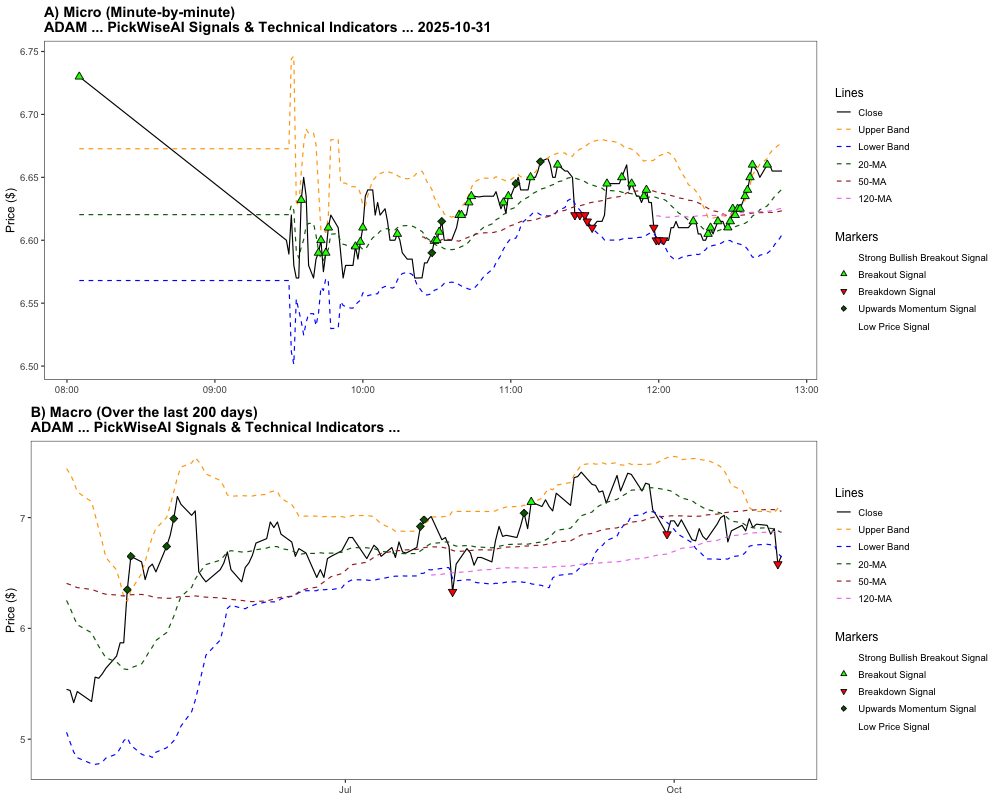 A) Micro (Minute-by-minute)
ADAM ... PickWiseAI Signals & Technical Indicators ... 2025-10-31
Price ($)
6.75
6.70
6.65
6.60
6.55
6.50
08:00 09:00 10:00 11:00 12:00 13:00
Lines
Close
Upper Band
Lower Band
20-MA
50-MA
120-MA
Markers
Strong Bullish Breakout Signal
Breakout Signal
Breakdown Signal
Upwards Momentum Signal
Low Price Signal
B) Macro (Over the last 200 days)
ADAM ... PickWiseAI Signals & Technical Indicators ...
Price ($)
7
6
5
Jul Oct
Lines
Close
Upper Band
Lower Band
20-MA
50-MA
120-MA
Markers
Strong Bullish Breakout Signal
Breakout Signal
Breakdown Signal
Upwards Momentum Signal
Low Price Signal